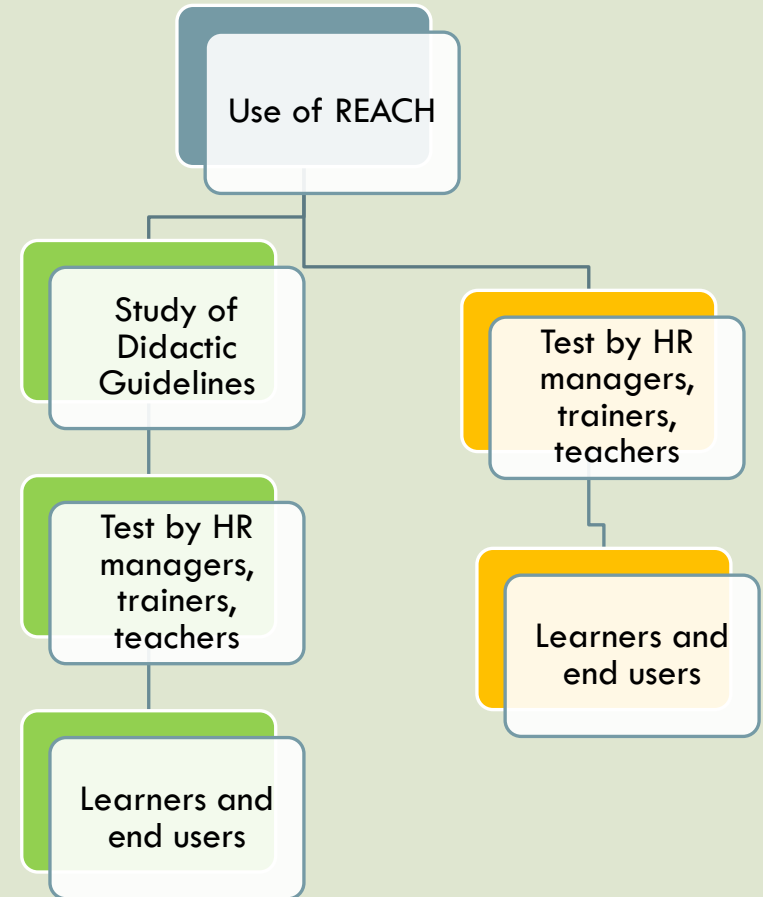 Use of REACH
Study of
Didactic
Guidelines
Test by HR
managers,
trainers,
teachers
Learners and
end users
Test by HR
managers,
trainers,
teachers
Learners and
end users